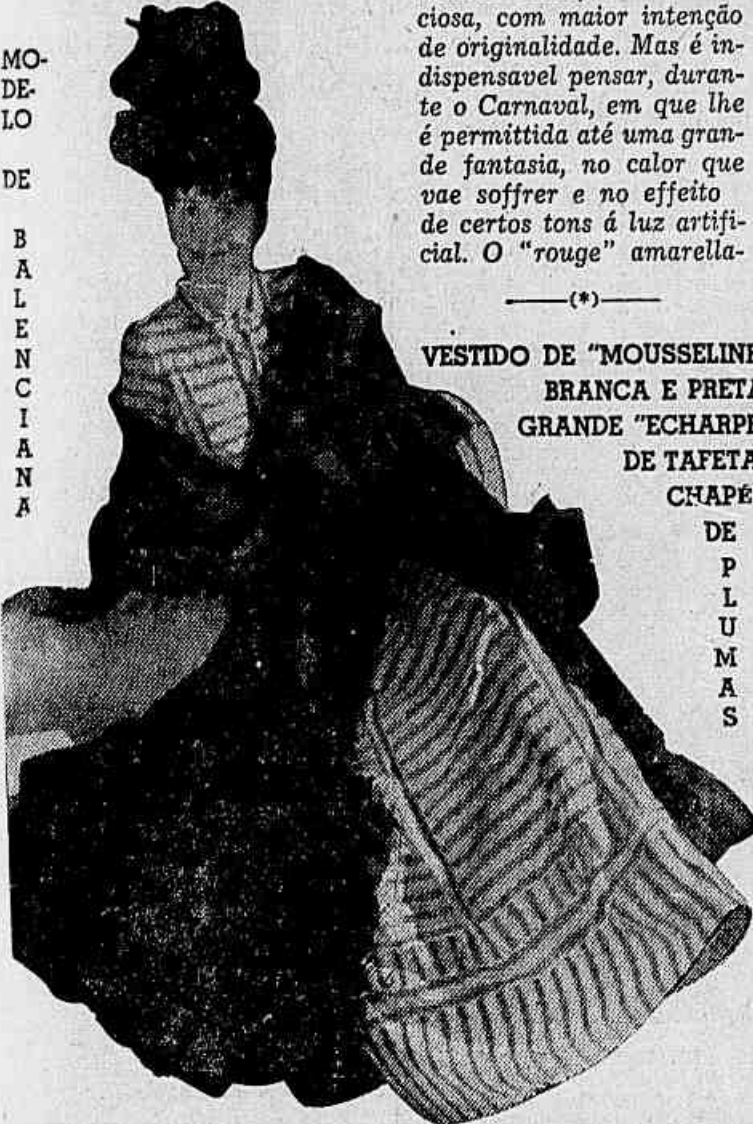 MO-
DE-
LO
DE
B
A
L
E
N
C
I
A
N
A
ciosa, com maior intenção
de originalidade. Mas é in-
dispensavel pensar, duran-
te o Carnaval, em que lhe
é permittida até uma gran-
de fantasia, no calor que
vae soffrer e no effeito
de certos tons á luz artifi-
cial. O "rouge" amarella-
(*)
VESTIDO DE "MOUSSELINE
BRANCA E PRETA
GRANDE "ECHARPE
DE TAFETA
CHAPÉ
DE
P
L
U
M
A
S